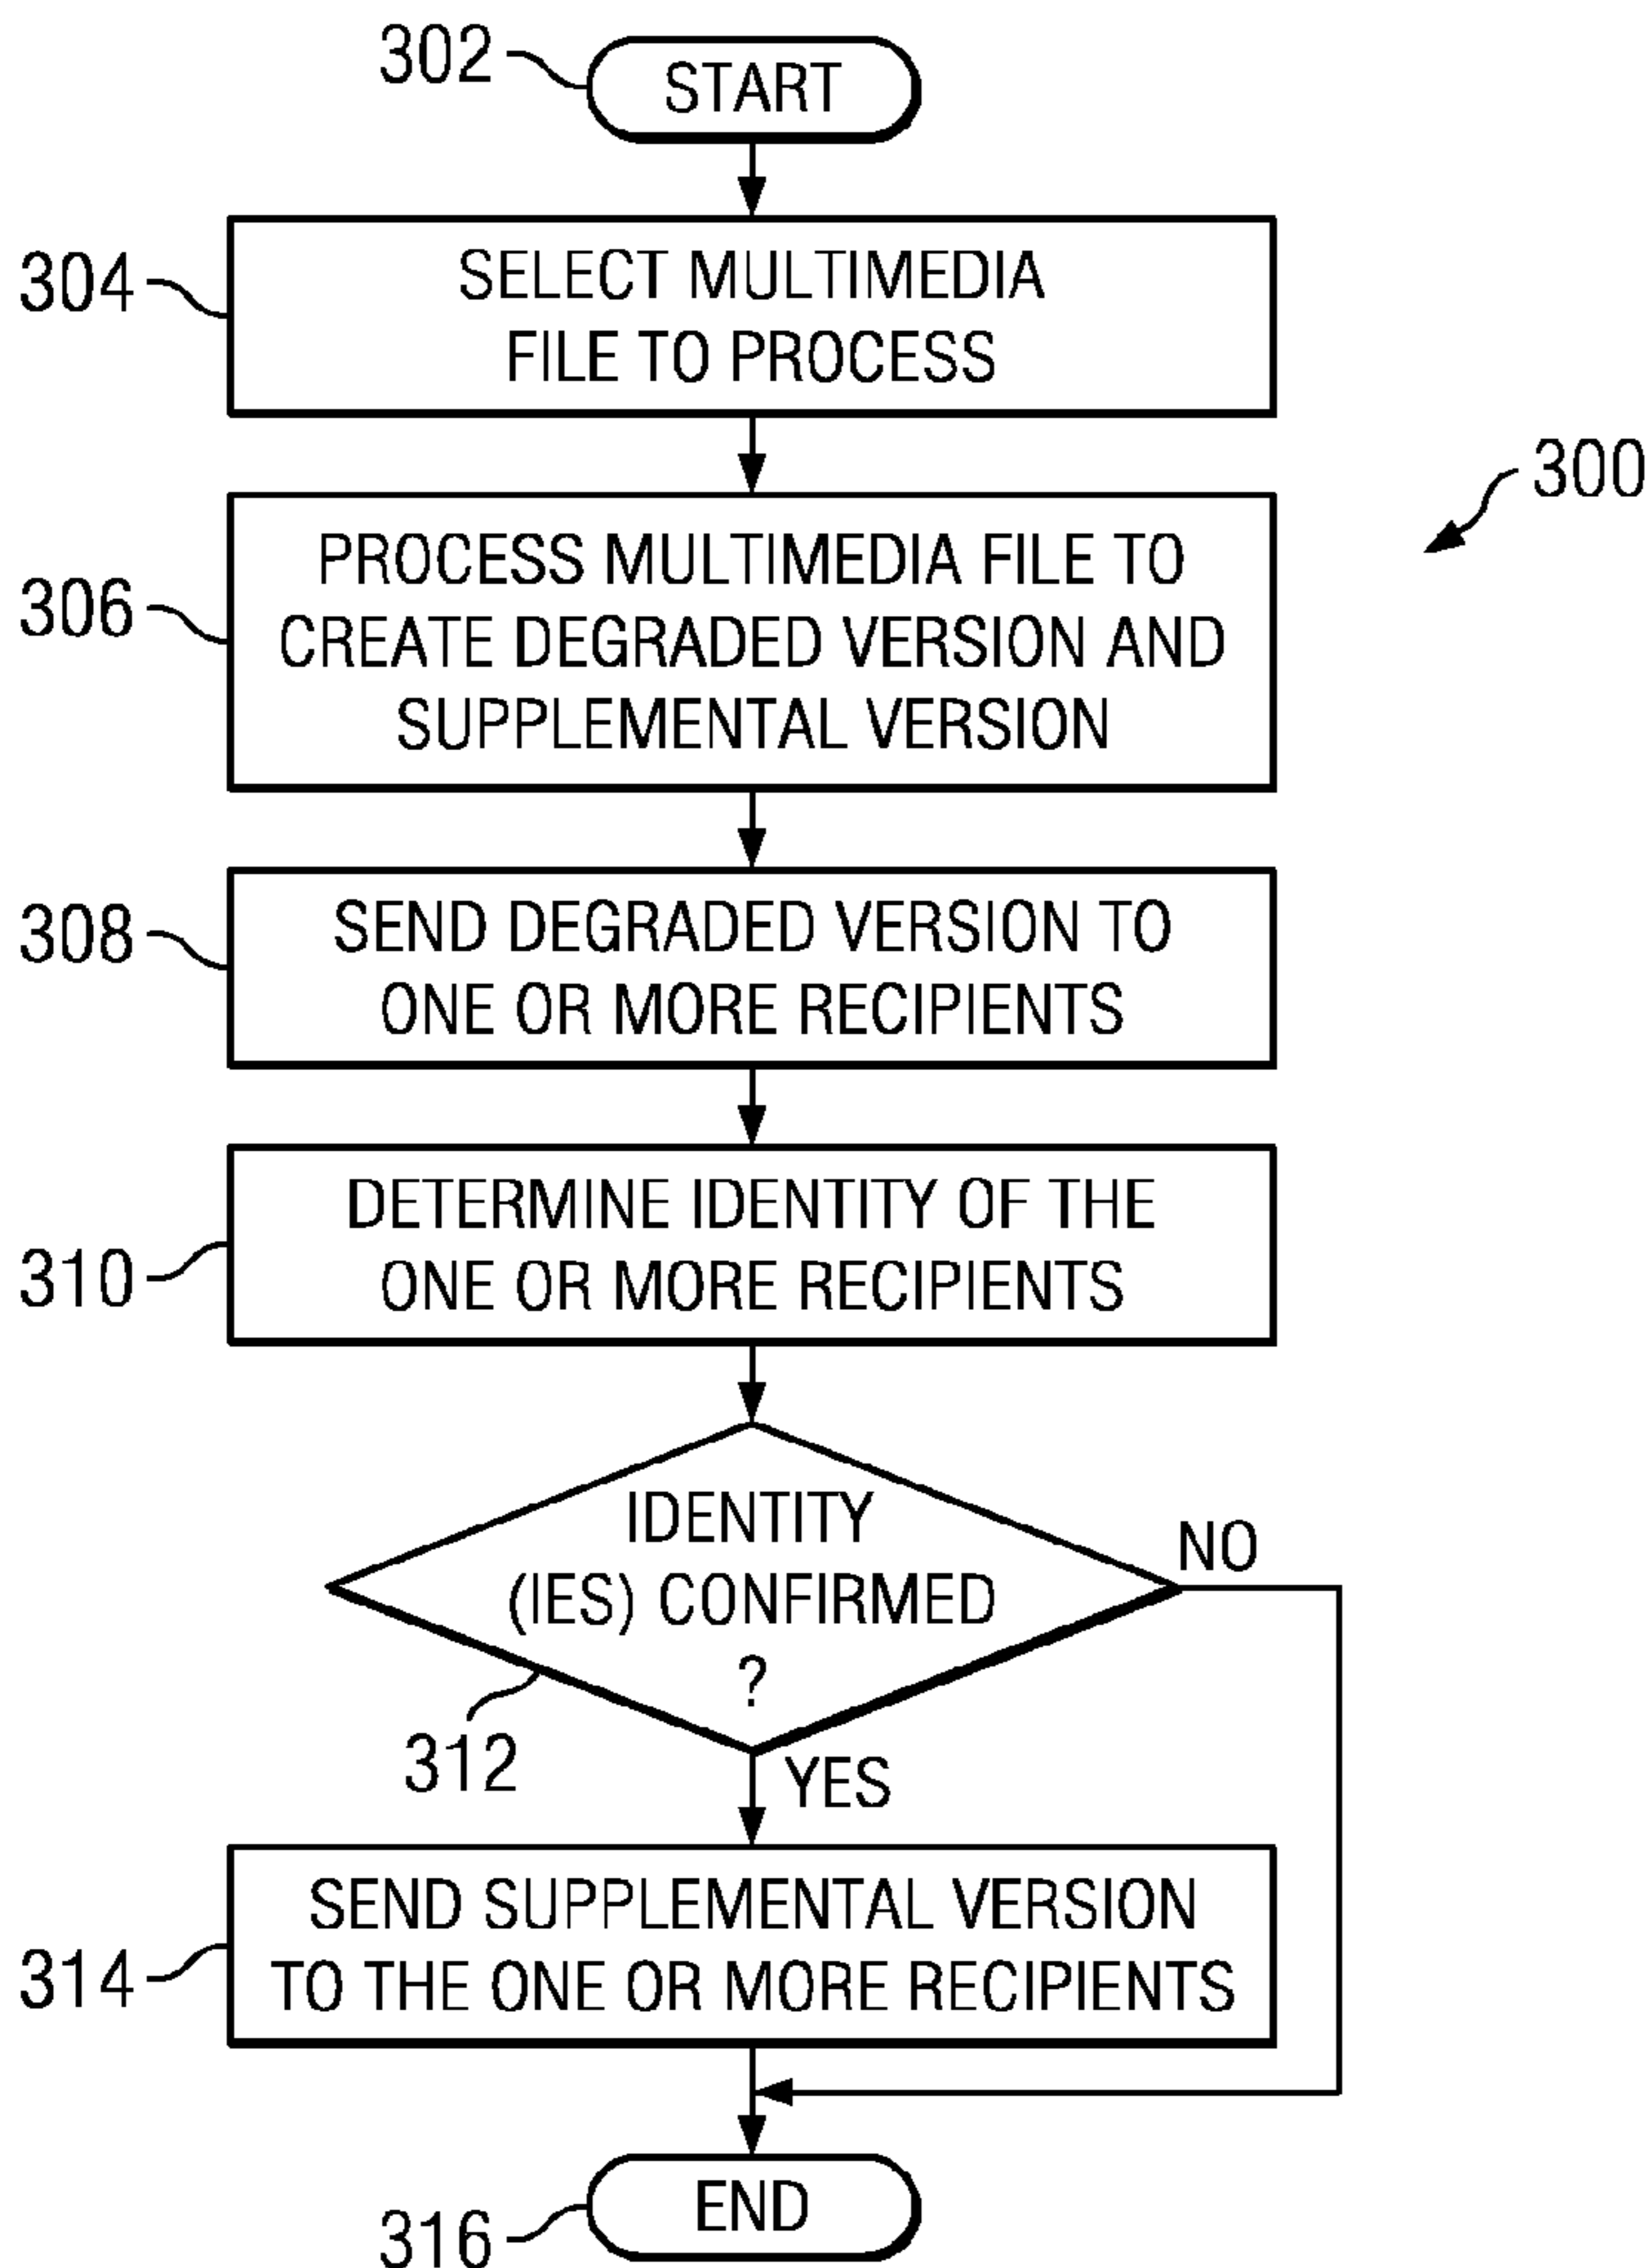 302
START
304
SELECT MULTIMEDIA
FILE TO PROCESS
300
306
PROCESS MULTIMEDIA FILE TO
CREATE DEGRADED VERSION AND
SUPPLEMENTAL VERSION
308
SEND DEGRADED VERSION TO
ONE OR MORE RECIPIENTS
310
DETERMINE IDENTITY OF THE
ONE OR MORE RECIPIENTS
IDENTITY
(IES) CONFIRMED
?
NO
312
YES
314
SEND SUPPLEMENTAL VERSION
TO THE ONE OR MORE RECIPIENTS
END
316